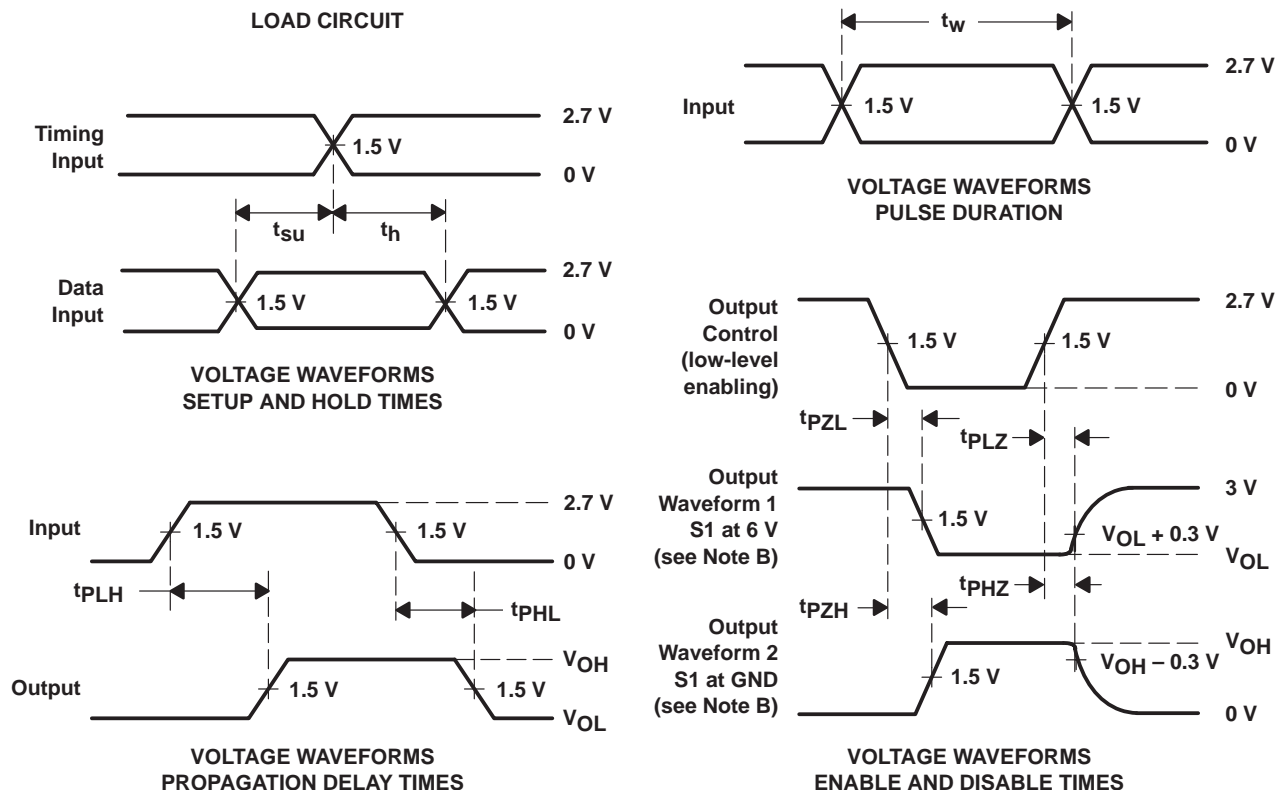 LOAD CIRCUIT
Timing
Input
2.7 V
1.5 V
0 V
tsu
th
Data
Input
2.7 V
1.5 V
1.5 V
0 V
VOLTAGE WAVEFORMS
SETUP AND HOLD TIMES
tw
Input
2.7 V
1.5 V
1.5 V
0 V
VOLTAGE WAVEFORMS
PULSE DURATION
Input
2.7 V
1.5 V
1.5 V
0 V
tPLH
tPHL
Output
VOH
1.5 V
1.5 V
VOL
VOLTAGE WAVEFORMS
PROPAGATION DELAY TIMES
Output
Control
(low-level
enabling)
2.7 V
1.5 V
1.5 V
0 V
tPZL
tPLZ
Output
Waveform 1
S1 at 6 V
(see Note B)
3 V
1.5 V
VOL + 0.3 V
VOL
tPZH
tPHZ
Output
Waveform 2
S1 at GND
(see Note B)
VOH
1.5 V
VOH – 0.3 V
0 V
VOLTAGE WAVEFORMS
ENABLE AND DISABLE TIMES